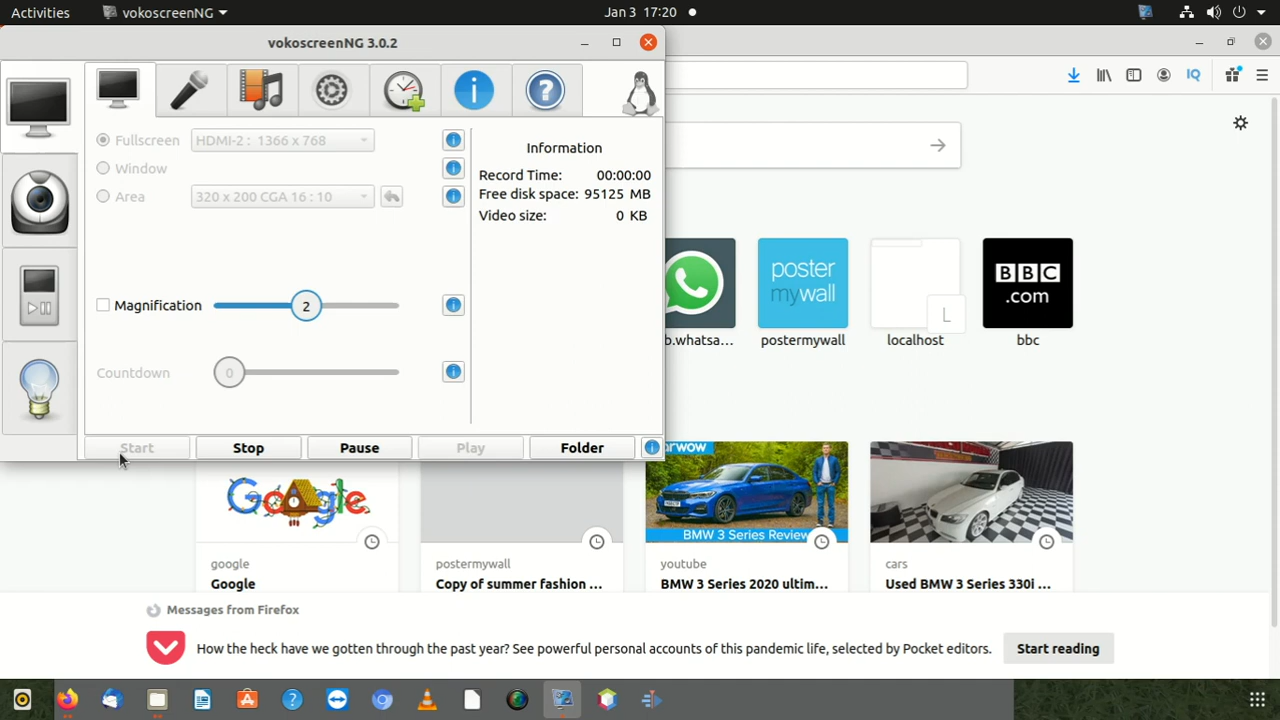 Activities vokoscreenNG Jan 3 17:20
vokoscreenNG 3.0.2
Fullscreen HDMI-2 : 1366 x 768
Window
Area 320 x 200 CGA 16 : 10
Information
Record Time: 00:00:00
Free disk space: 95125 MB
Video size: 0 KB
Magnification 2
Countdown 0
Start Stop Pause Play Folder
IQ
poster
mywall
L
BBC
.com
b.whatsa... postermywall localhost bbc
Google
arwow
BMW 3 Series Review
google postermywall youtube cars
Google Copy of summer fashion ... BMW 3 Series 2020 ultim... Used BMW 3 Series 330i ...
Messages from Firefox
How the heck have we gotten through the past year? See powerful personal accounts of this pandemic life, selected by Pocket editors. Start reading